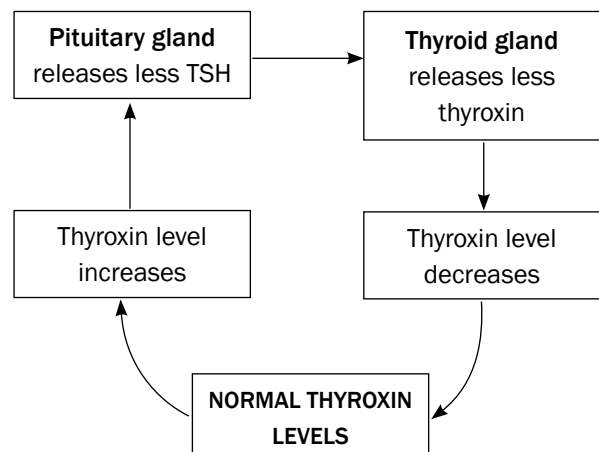 Pituitary gland
releases less TSH
Thyroid gland
releases less
thyroxin
Thyroxin level
increases
Thyroxin level
decreases
NORMAL THYROXIN
LEVELS